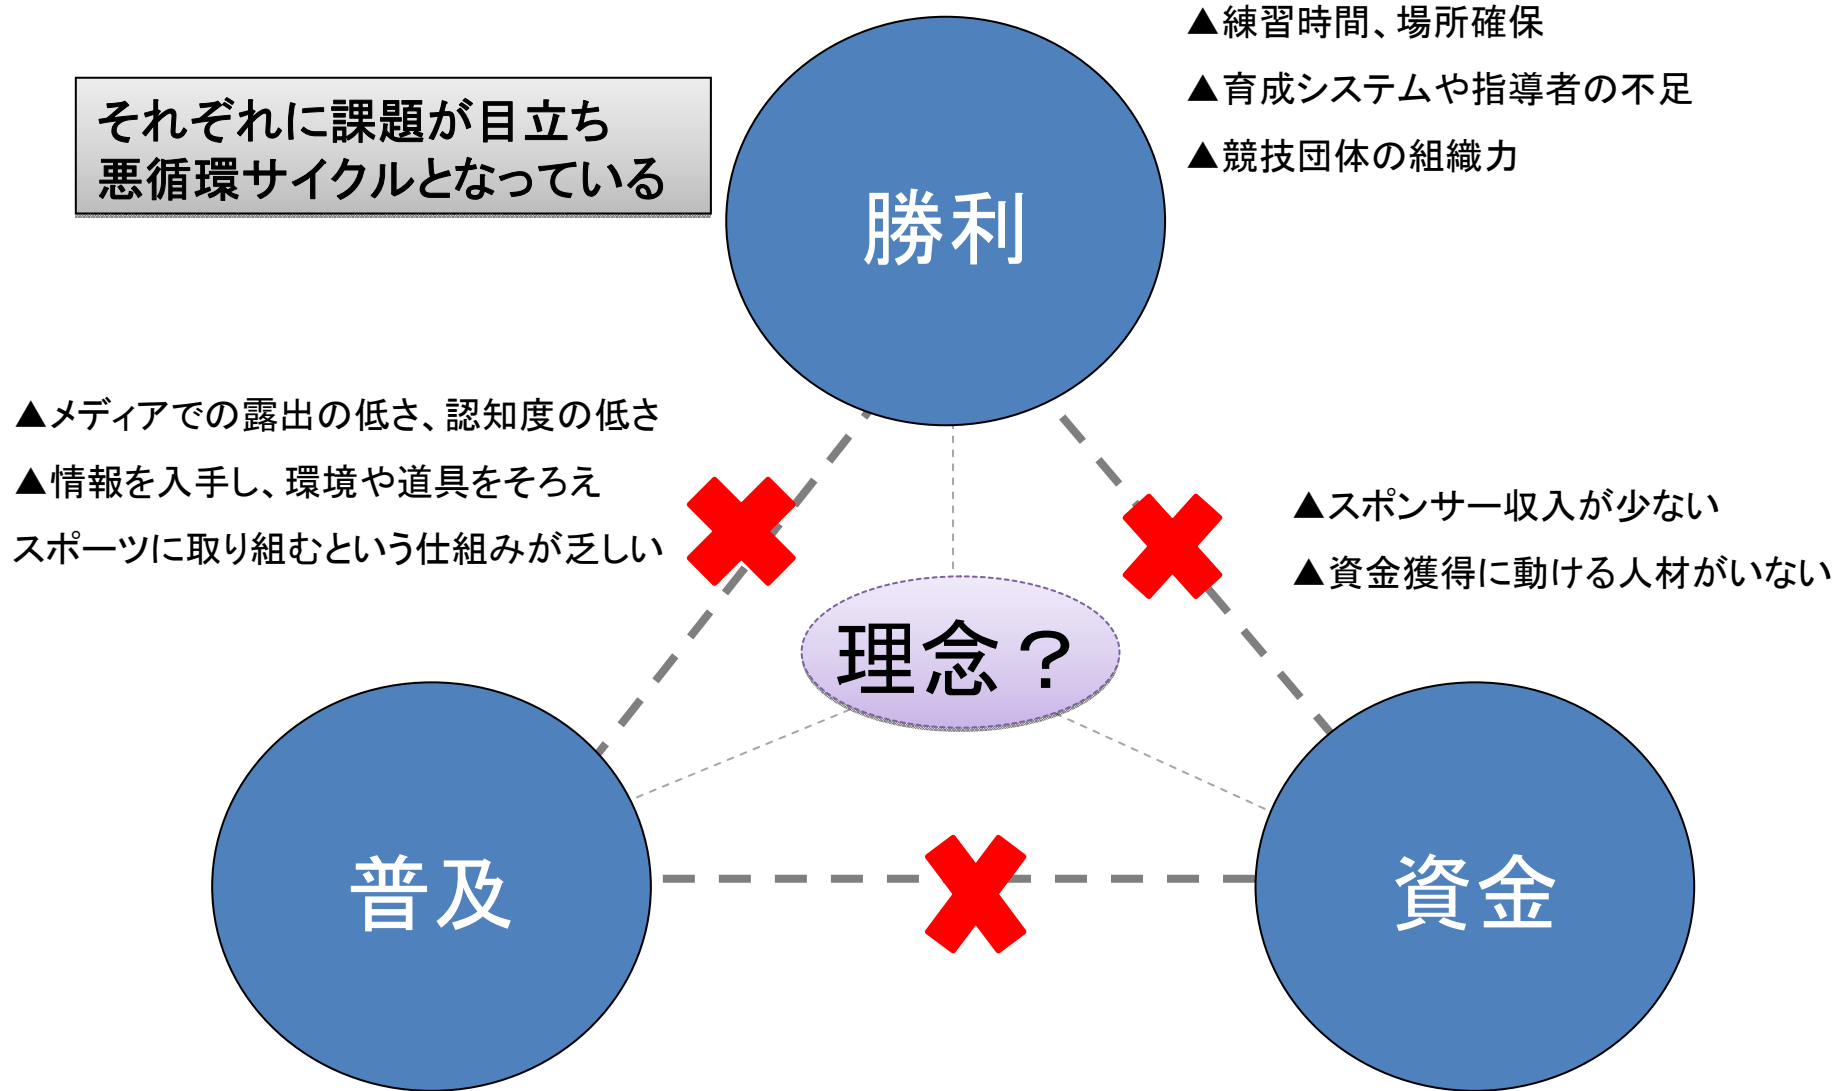 ▲練習時間、場所確保
▲育成システムや指導者の不足
▲競技団体の組織力
それぞれに課題が目立ち
悪循環サイクルとなっている
勝利
▲メディアでの露出の低さ、認知度の低さ
▲情報を入手し、環境や道具をそろえ
スポーツに取り組むという仕組みが乏しい
▲スポンサー収入が少ない
▲資金獲得に動ける人材がいない
理念？
普及
資金